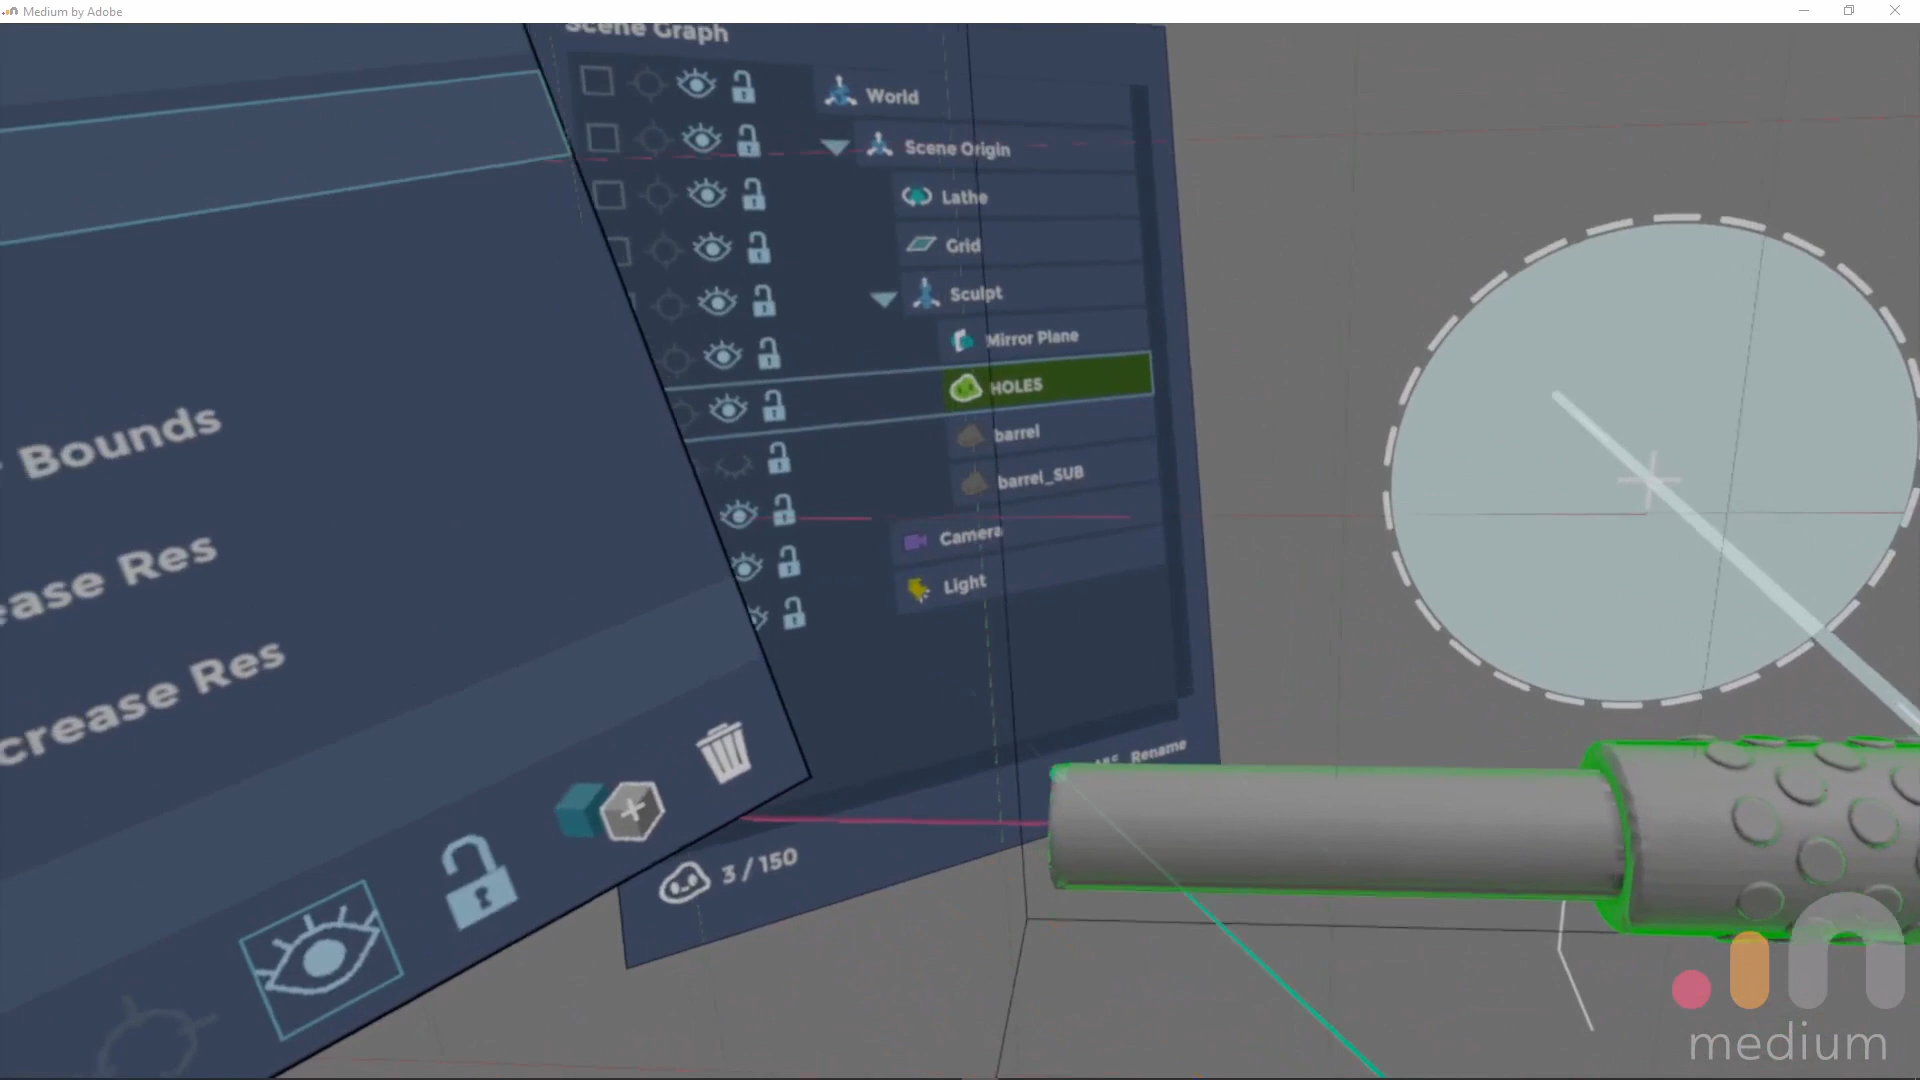 Medium by Adobe
Scene Graph
World
Scene Origin
Lathe
Grid
Sculpt
Mirror Plane
HOLES
barrel
barrel_SUB
Camera
Light
Bounds
ease Res
crease Res
Rename
3 / 150
medium